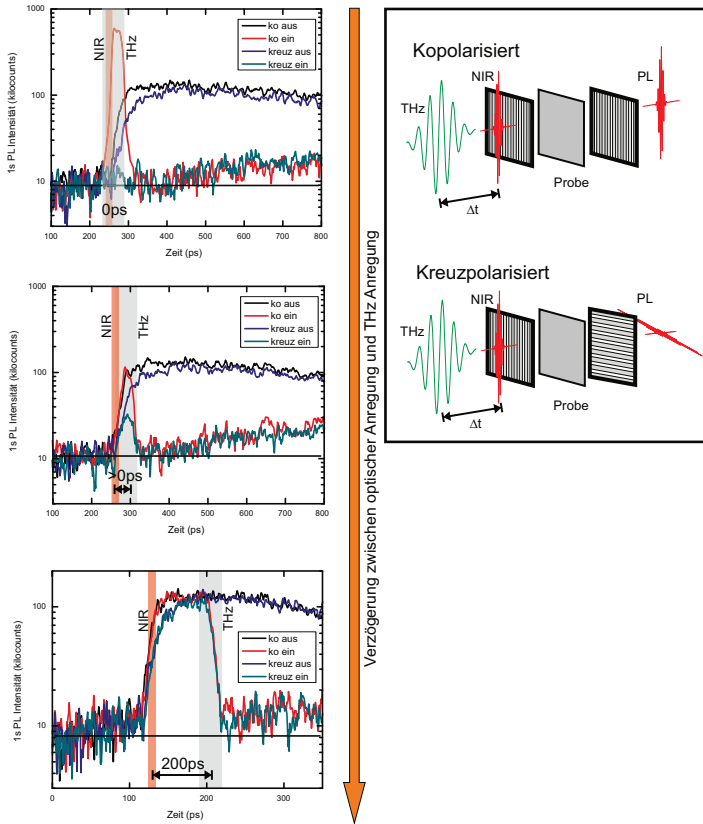 1s PL Intensität (kilocounts)
1000
100
10
NIR
THz
ko aus
ko ein
kreuz aus
kreuz ein
0ps
100 200 300 400 500 600 700 800
Zeit (ps)
1s PL Intensität (kilocounts)
1000
100
10
NIR
THz
ko aus
ko ein
kreuz aus
kreuz ein
>0ps
100 200 300 400 500 600 700 800
Zeit (ps)
1s PL Intensität (kilocounts)
100
10
NIR
THz
ko aus
ko ein
kreuz aus
kreuz ein
200ps
0 100 200 300
Zeit (ps)
Verzögerung zwischen optischer Anregung und THz Anregung
Kopolarisiert
NIR
PL
THz
Probe
Δt
Kreuzpolarisiert
NIR
PL
THz
Probe
Δt